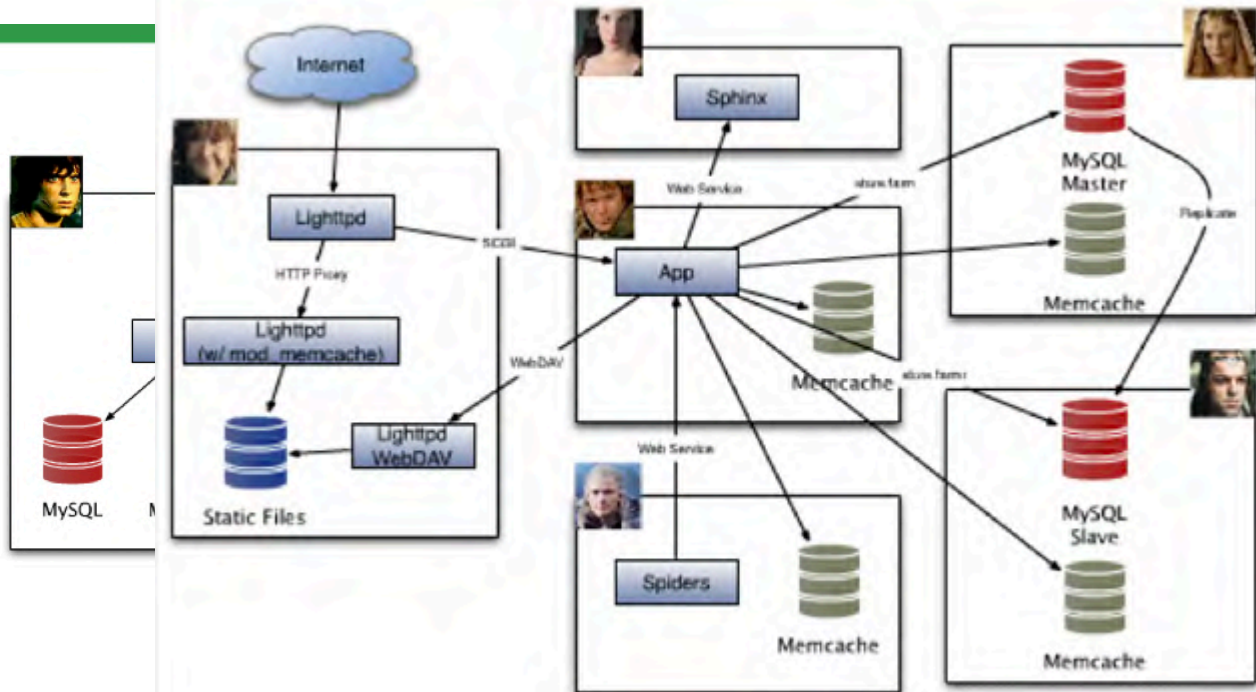 Internet
Sphinx
MySQL
Master
Web Service
Replicate
Lighttpd
SCGI
App
HTTP Proxy
Memcache
Lighttpd
(w/ mod_memcache)
WebDAV
Memcache
Lighttpd
WebDAV
Web Service
MySQL
Static Files
MySQL
Slave
Spiders
Memcache
Memcache